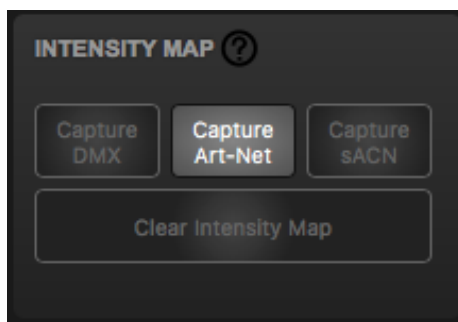 INTENSITY MAP ?
Capture DMX
Capture Art-Net
Capture sACN
Clear Intensity Map